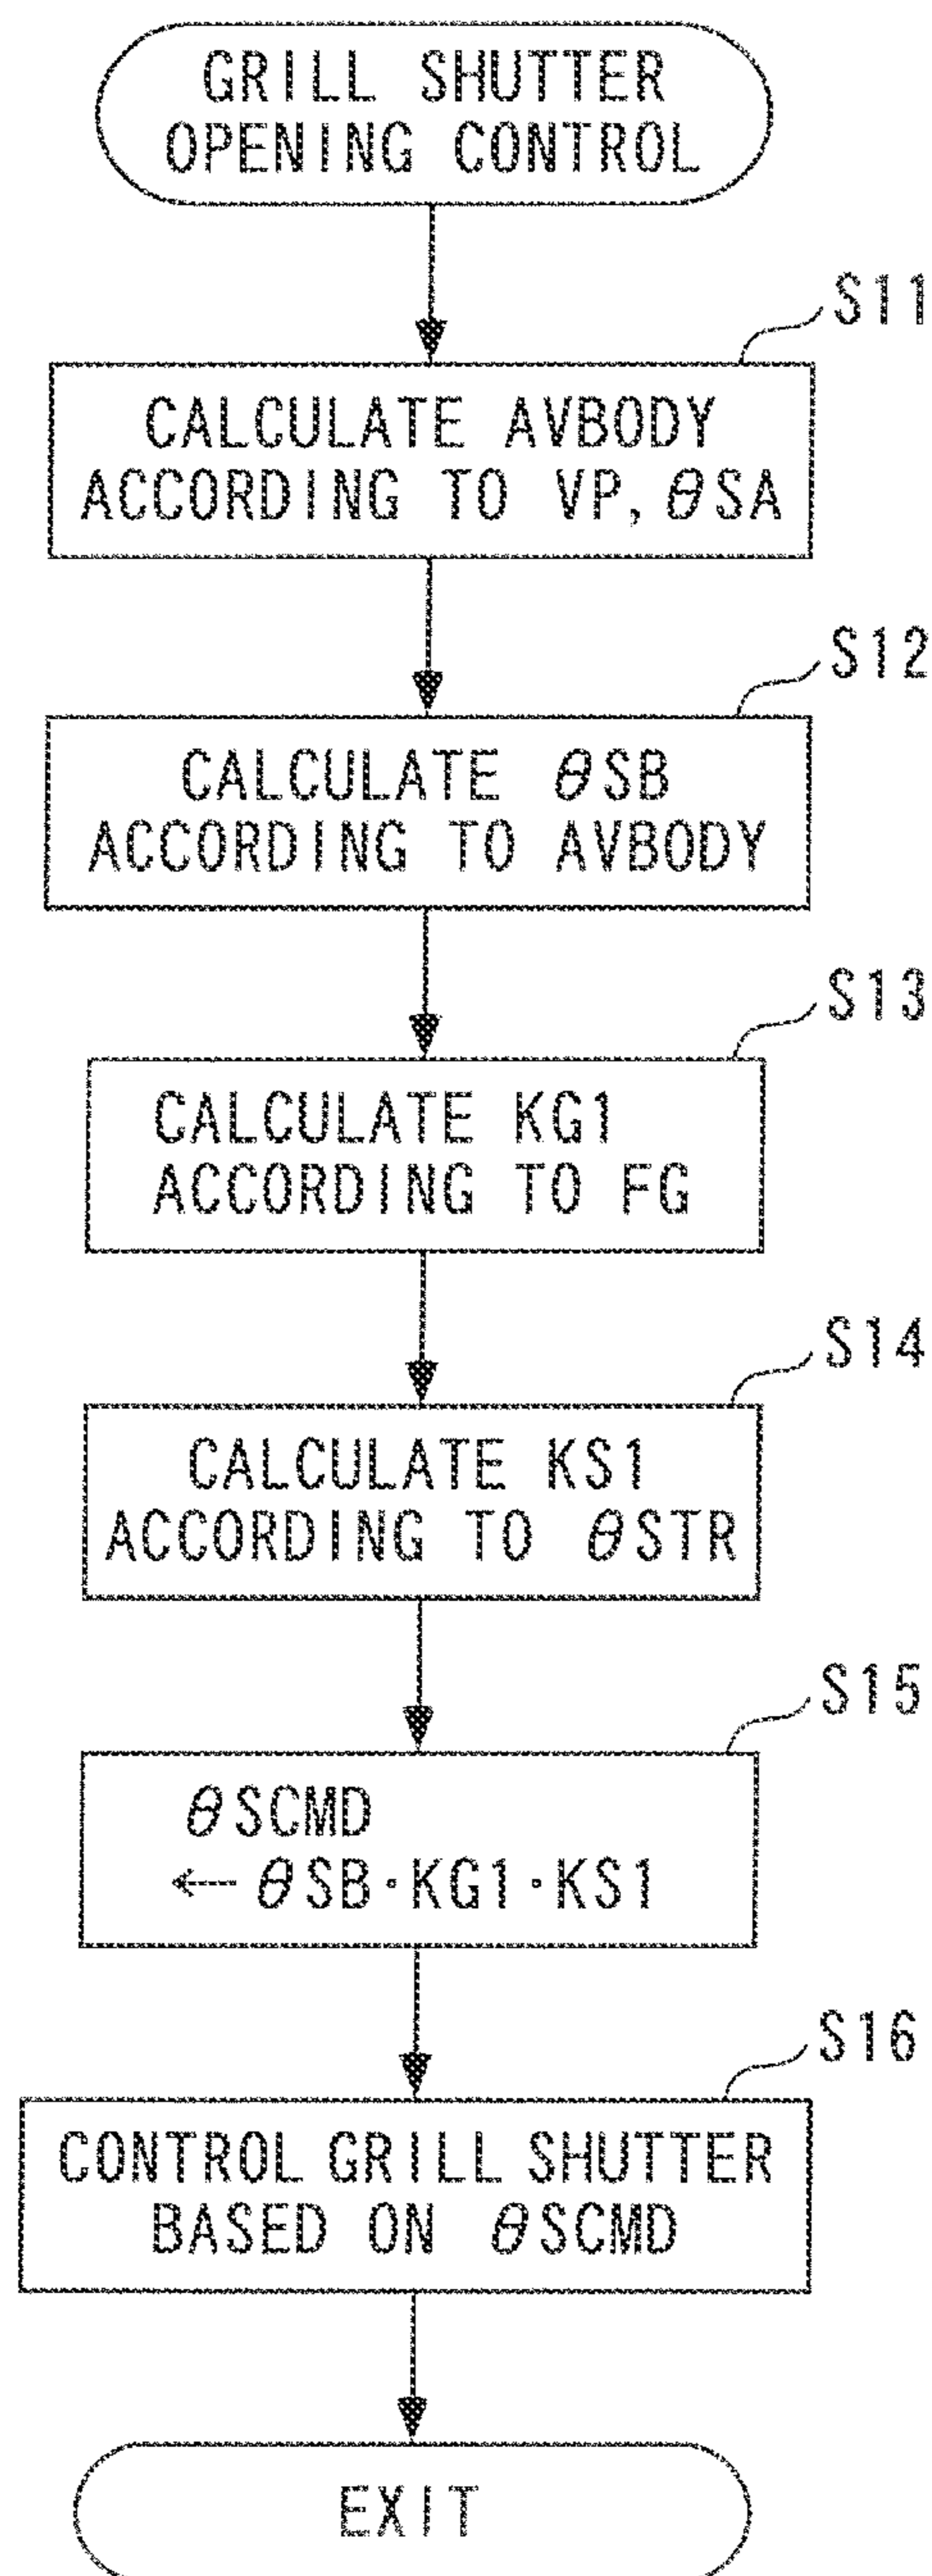 GRILL SHUTTER
OPENING CONTROL
S11
CALCULATE AVBODY
ACCORDING TO VP, θSA
S12
CALCULATE θSB
ACCORDING TO AVBODY
S13
CALCULATE KG1
ACCORDING TO FG
S14
CALCULATE KS1
ACCORDING TO θSTR
S15
θSCMD
←θSB·KG1·KS1
S16
CONTROL GRILL SHUTTER
BASED ON θSCMD
EXIT